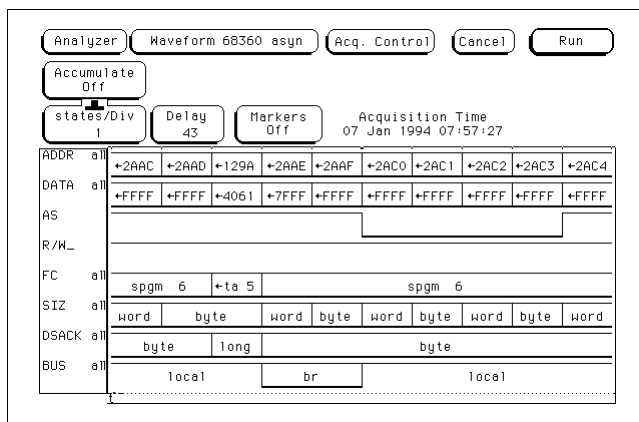 Analyzer Waveform 68360 asyn Acq. Control Cancel Run
Accumulate
Off
states/Div Delay Markers Acquisition Time
1 43 Off 07 Jan 1994 07:57:27
ADDR all ←2AAC ←2AAD ←129A ←2AAE ←2AAF ←2AC0 ←2AC1 ←2AC2 ←2AC3 ←2AC4
DATA all ←FFFF ←FFFF ←4061 ←7FFF ←FFFF ←FFFF ←FFFF ←FFFF ←FFFF ←FFFF
AS
R/W_
FC all spgm 6 ←ta 5 spgm 6
SIZ all word byte word byte word byte word byte word
DSACK all byte long byte
BUS all local br local